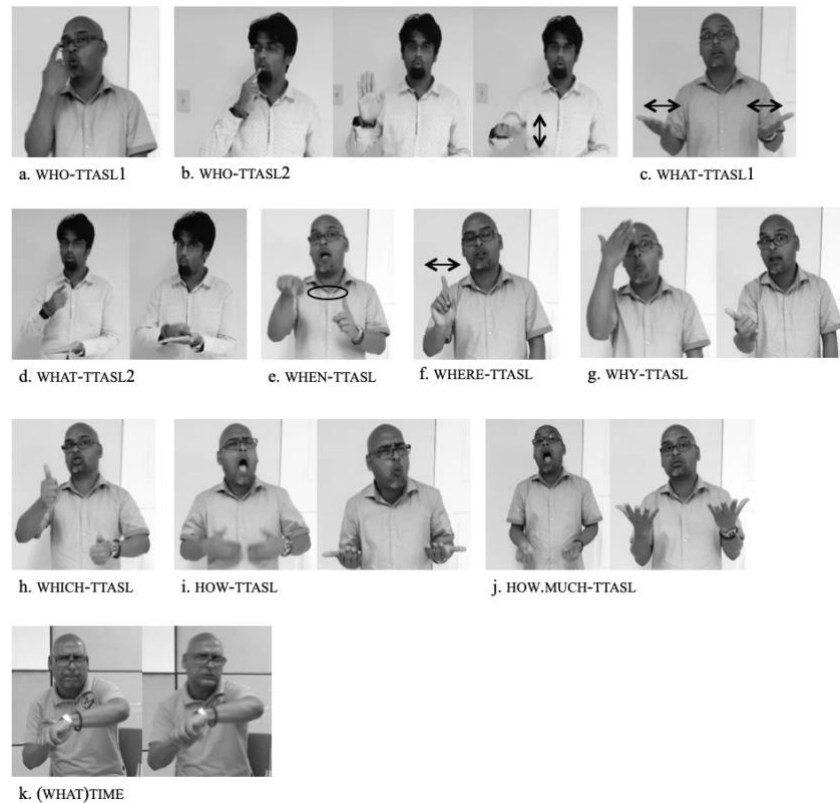 a. WHO-TTASL1
b. WHO-TTASL2
c. WHAT-TTASL1
d. WHAT-TTASL2
e. WHEN-TTASL
f. WHERE-TTASL
g. WHY-TTASL
h. WHICH-TTASL
i. HOW-TTASL
j. HOW.MUCH-TTASL
k. (WHAT)TIME